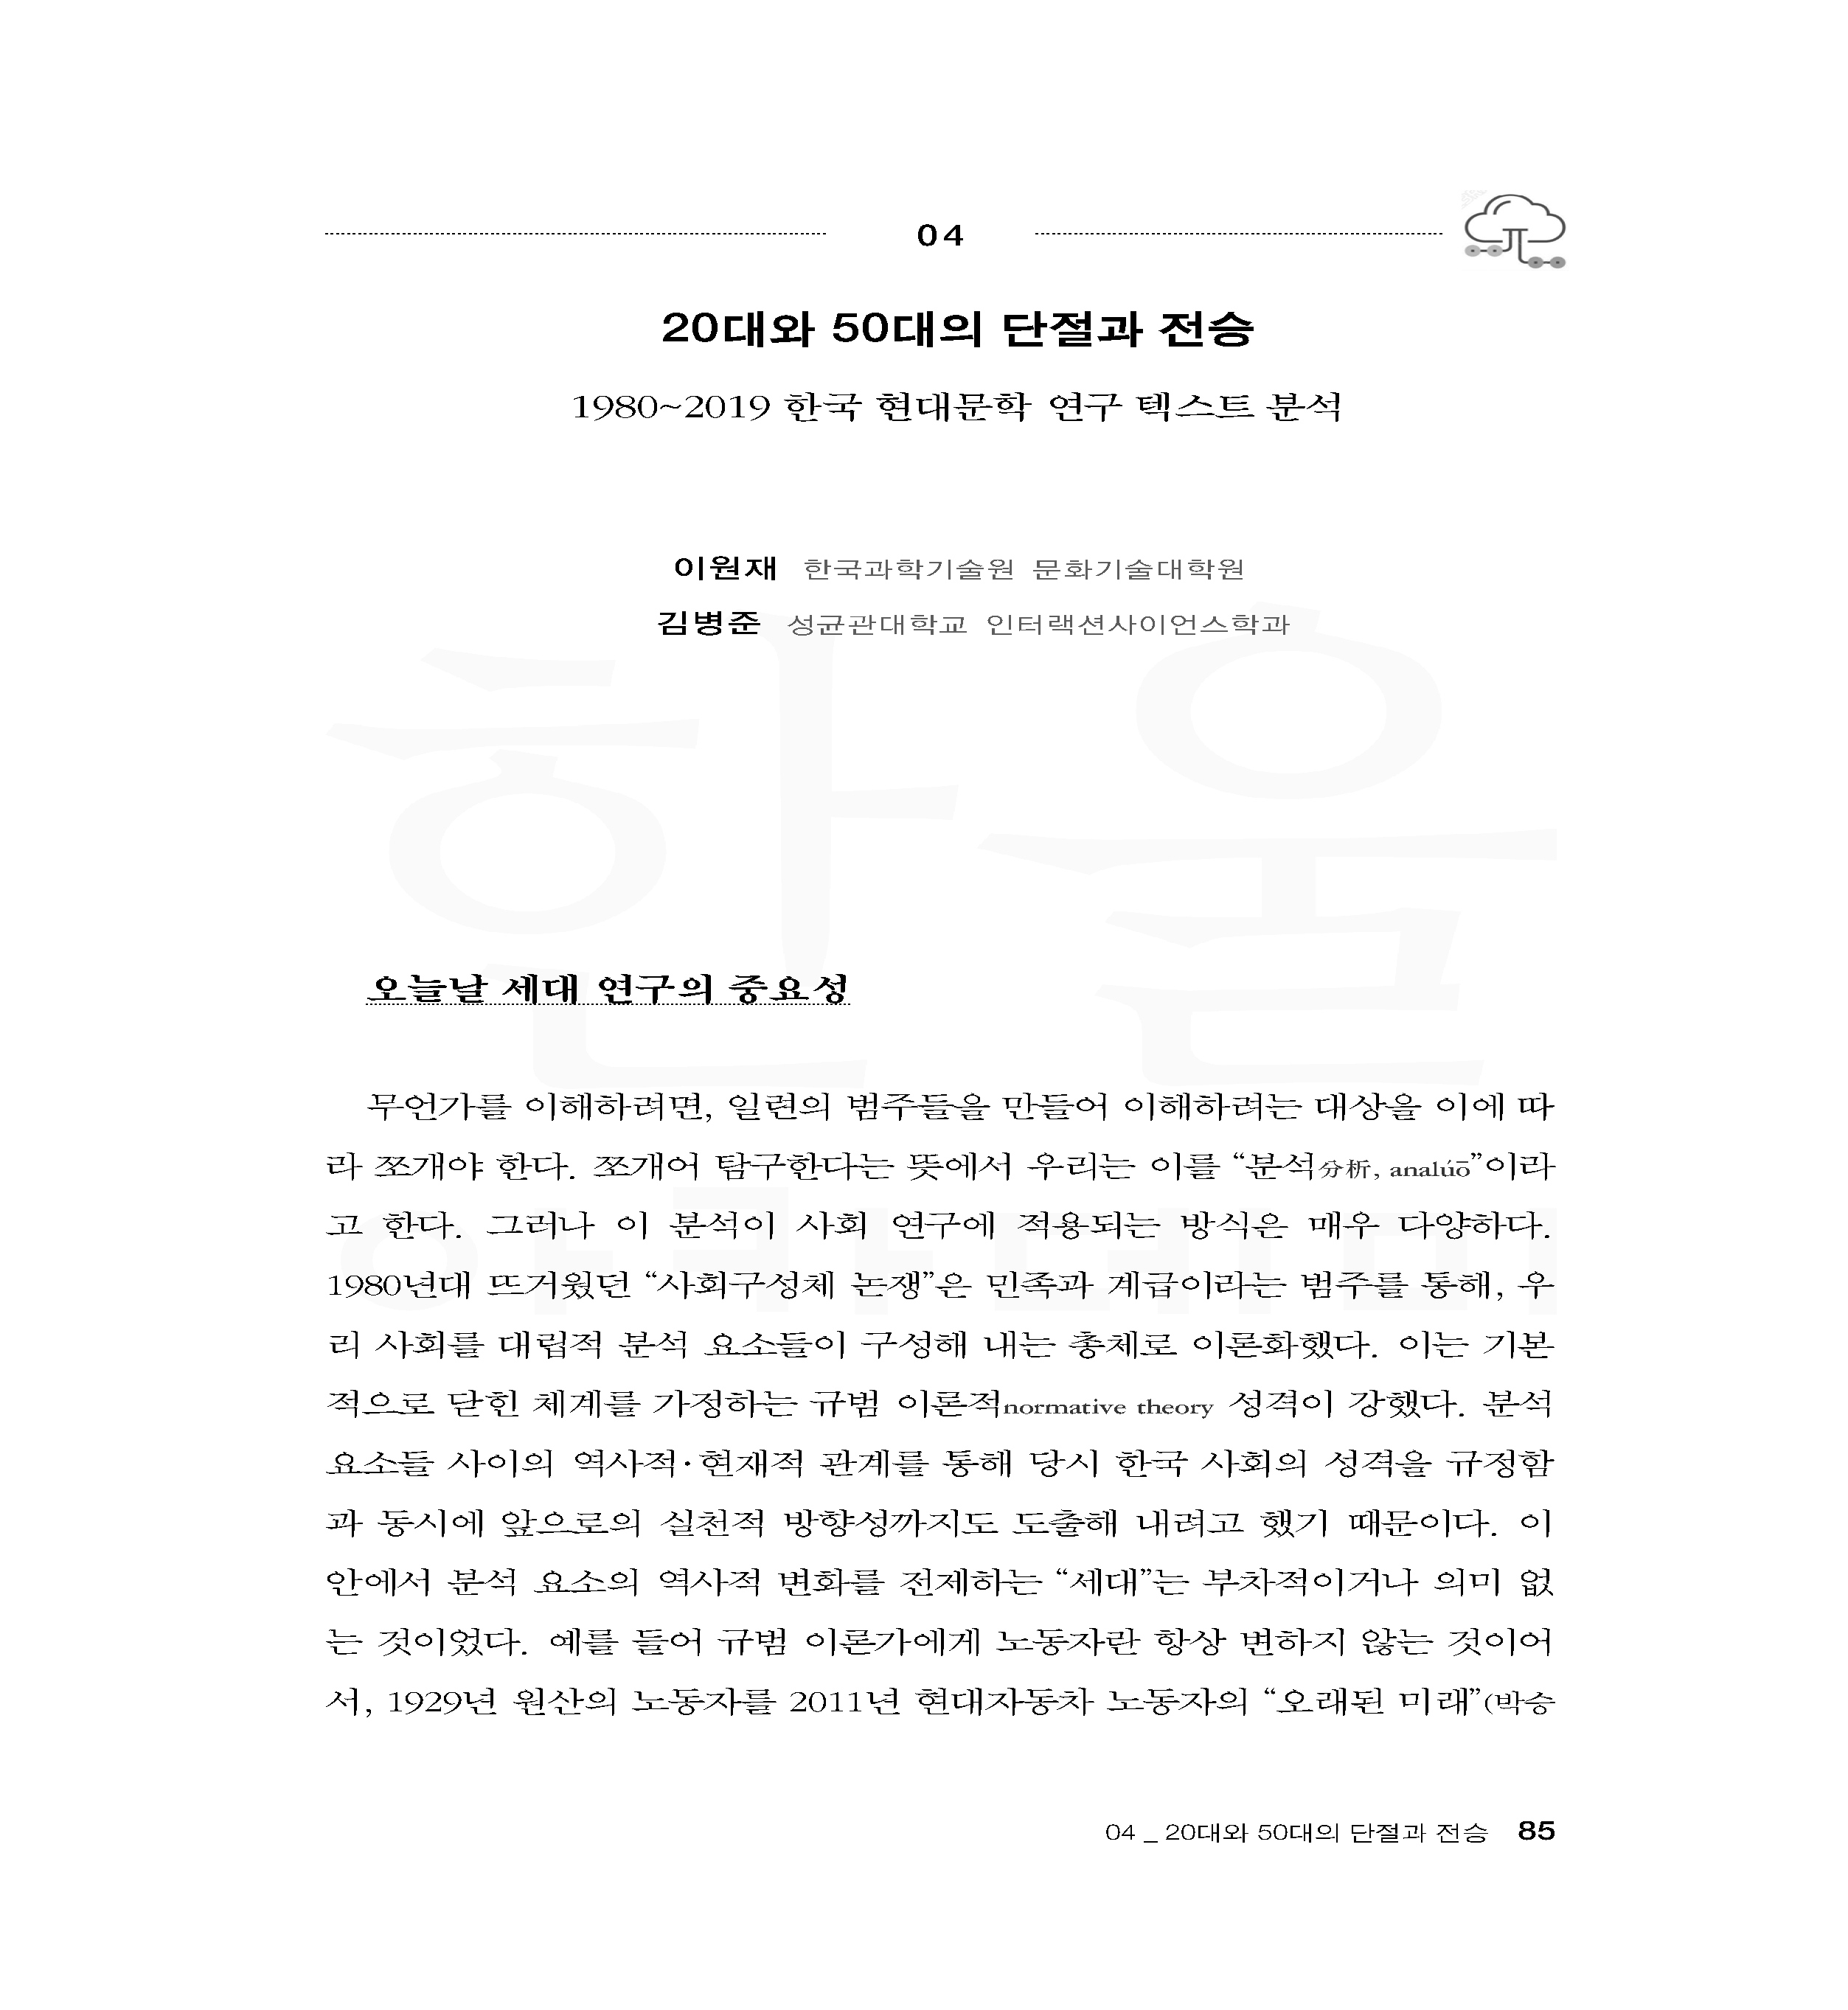 04
20대와 50대의 단절과 전승
1980~2019 한국 현대문학 연구 텍스트 분석
이원재 한국과학기술원 문화기술대학원
김병준 성균관대학교 인터랙션사이언스학과
한울
아카데미
오늘날 세대 연구의 중요성
무언가를 이해하려면, 일련의 범주들을 만들어 이해하려는 대상을 이에 따
라 쪼개야 한다. 쪼개어 탐구한다는 뜻에서 우리는 이를 “분석分析, analúō”이라
고 한다. 그러나 이 분석이 사회 연구에 적용되는 방식은 매우 다양하다.
1980년대 뜨거웠던 “사회구성체 논쟁”은 민족과 계급이라는 범주를 통해, 우
리 사회를 대립적 분석 요소들이 구성해 내는 총체로 이론화했다. 이는 기본
적으로 닫힌 체계를 가정하는 규범 이론적normative theory 성격이 강했다. 분석
요소들 사이의 역사적·현재적 관계를 통해 당시 한국 사회의 성격을 규정함
과 동시에 앞으로의 실천적 방향성까지도 도출해 내려고 했기 때문이다. 이
안에서 분석 요소의 역사적 변화를 전제하는 “세대”는 부차적이거나 의미 없
는 것이었다. 예를 들어 규범 이론가에게 노동자란 항상 변하지 않는 것이어
서, 1929년 원산의 노동자를 2011년 현대자동차 노동자의 “오래된 미래”(박승
04 _ 20대와 50대의 단절과 전승 85